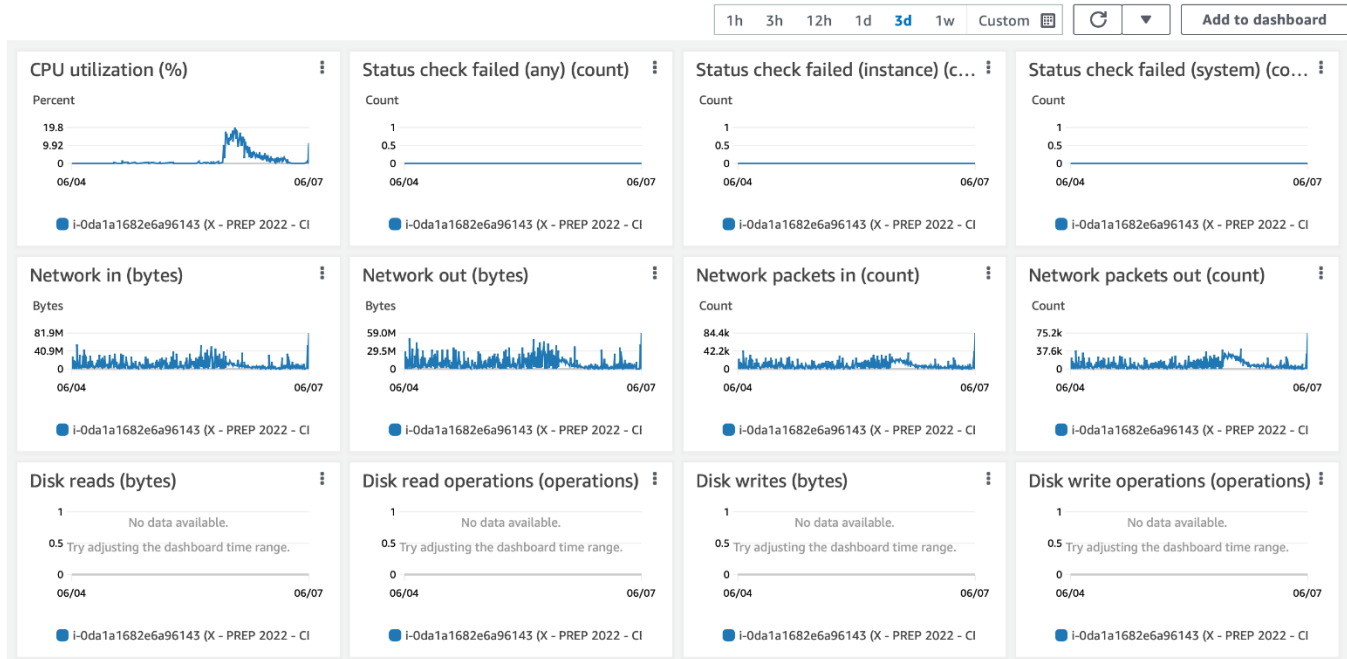 1h 3h 12h 1d 3d 1w Custom Add to dashboard
CPU utilization (%)
Percent
19.8
9.92
0
06/04 06/07
i-0da1a1682e6a96143 (X - PREP 2022 - CI
Status check failed (any) (count)
Count
1
0.5
0
06/04 06/07
i-0da1a1682e6a96143 (X - PREP 2022 - CI
Status check failed (instance) (c...
Count
1
0.5
0
06/04 06/07
i-0da1a1682e6a96143 (X - PREP 2022 - CI
Status check failed (system) (co...
Count
1
0.5
0
06/04 06/07
i-0da1a1682e6a96143 (X - PREP 2022 - CI
Network in (bytes)
Bytes
81.9M
40.9M
0
06/04 06/07
i-0da1a1682e6a96143 (X - PREP 2022 - CI
Network out (bytes)
Bytes
59.0M
29.5M
0
06/04 06/07
i-0da1a1682e6a96143 (X - PREP 2022 - CI
Network packets in (count)
Count
84.4k
42.2k
0
06/04 06/07
i-0da1a1682e6a96143 (X - PREP 2022 - CI
Network packets out (count)
Count
75.2k
37.6k
0
06/04 06/07
i-0da1a1682e6a96143 (X - PREP 2022 - CI
Disk reads (bytes)
1
No data available.
0.5 Try adjusting the dashboard time range.
0
06/04 06/07
i-0da1a1682e6a96143 (X - PREP 2022 - CI
Disk read operations (operations)
1
No data available.
0.5 Try adjusting the dashboard time range.
0
06/04 06/07
i-0da1a1682e6a96143 (X - PREP 2022 - CI
Disk writes (bytes)
1
No data available.
0.5 Try adjusting the dashboard time range.
0
06/04 06/07
i-0da1a1682e6a96143 (X - PREP 2022 - CI
Disk write operations (operations)
1
No data available.
0.5 Try adjusting the dashboard time range.
0
06/04 06/07
i-0da1a1682e6a96143 (X - PREP 2022 - CI